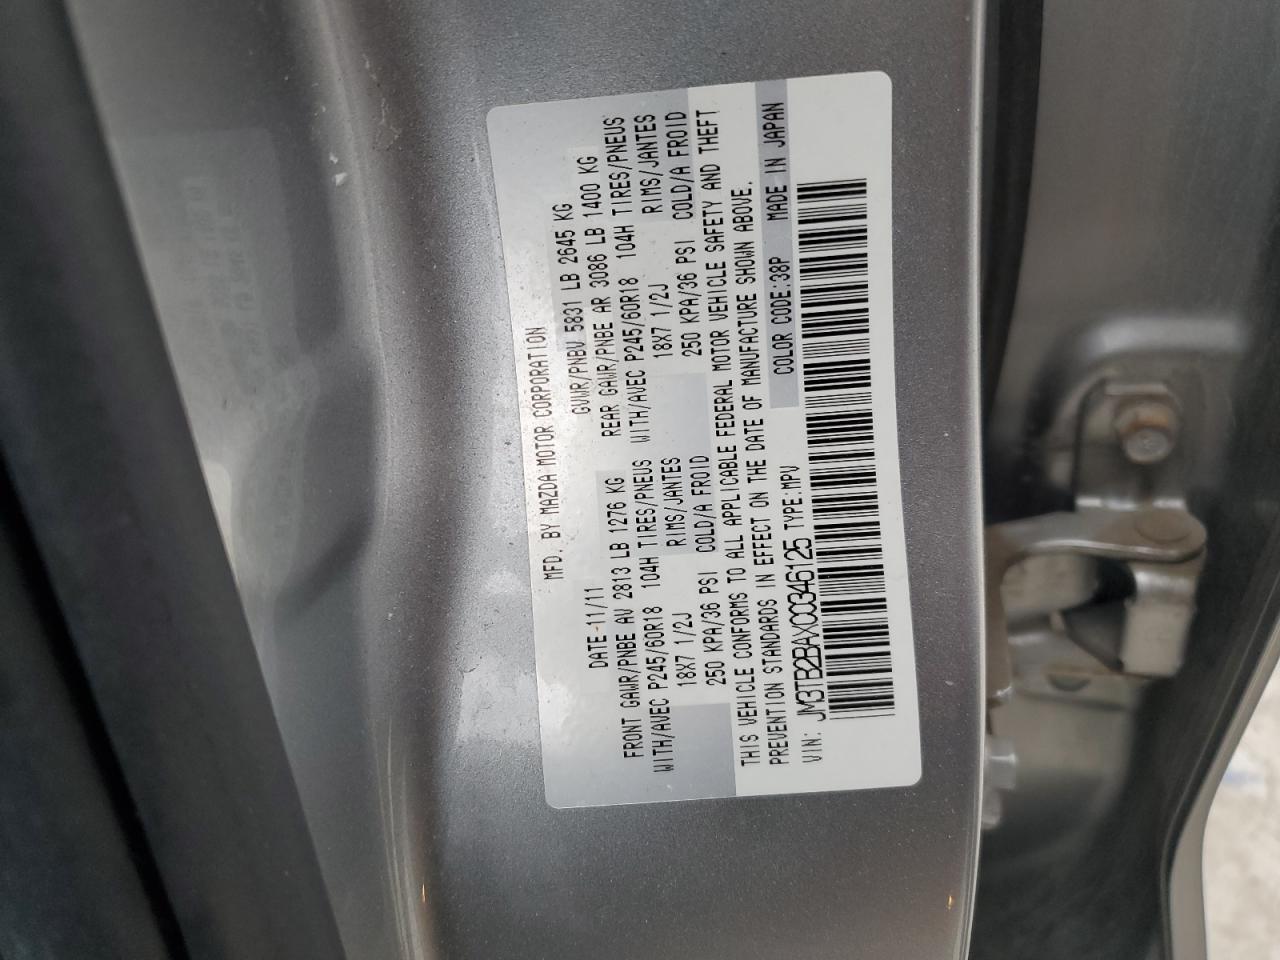 MFD. BY MAZDA MOTOR CORPORATION
DATE-11/11 GVWR/PNBV 5831 LB 2645 KG
FRONT GAWR/PNBE AV 2813 LB 1276 KG REAR GAWR/PNBE AR 3086 LB 1400 KG
WITH/AVEC P245/60R18 104H TIRES/PNEUS WITH/AVEC P245/60R18 104H TIRES/PNEUS
18X7 1/2J RIMS/JANTES 18X7 1/2J RIMS/JANTES
250 KPA/36 PSI COLD/A FROID 250 KPA/36 PSI COLD/A FROID
THIS VEHICLE CONFORMS TO ALL APPLICABLE FEDERAL MOTOR VEHICLE SAFETY AND THEFT
PREVENTION STANDARDS IN EFFECT ON THE DATE OF MANUFACTURE SHOWN ABOVE.
VIN: JM3TB2BAXC0346125 TYPE:MPV COLOR CODE:38P MADE IN JAPAN